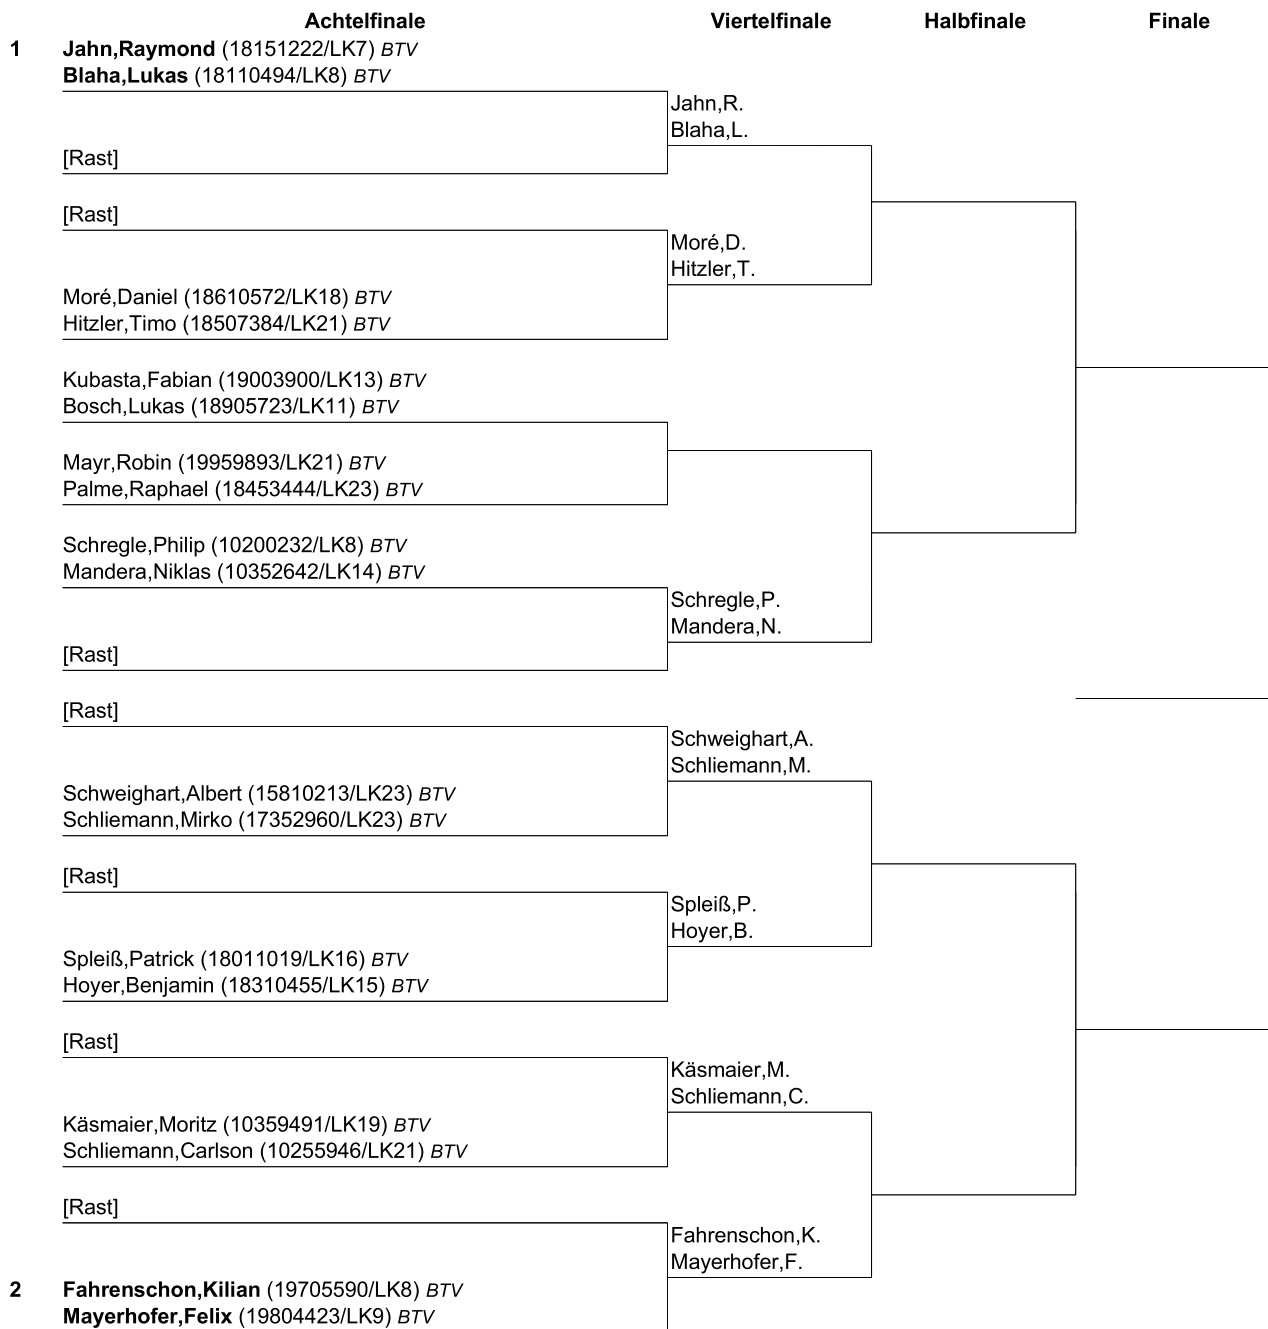 Achtelfinale Viertelfinale Halbfinale Finale
1 Jahn,Raymond (18151222/LK7) BTV
Blaha,Lukas (18110494/LK8) BTV
Jahn,R.
Blaha,L.
[Rast]
[Rast]
Moré,D.
Hitzler,T.
Moré,Daniel (18610572/LK18) BTV
Hitzler,Timo (18507384/LK21) BTV
Kubasta,Fabian (19003900/LK13) BTV
Bosch,Lukas (18905723/LK11) BTV
Mayr,Robin (19959893/LK21) BTV
Palme,Raphael (18453444/LK23) BTV
Schregle,Philip (10200232/LK8) BTV
Mandera,Niklas (10352642/LK14) BTV
Schregle,P.
Mandera,N.
[Rast]
[Rast]
Schweighart,A.
Schliemann,M.
Schweighart,Albert (15810213/LK23) BTV
Schliemann,Mirko (17352960/LK23) BTV
[Rast]
Spleiß,P.
Hoyer,B.
Spleiß,Patrick (18011019/LK16) BTV
Hoyer,Benjamin (18310455/LK15) BTV
[Rast]
Käsmaier,M.
Schliemann,C.
Käsmaier,Moritz (10359491/LK19) BTV
Schliemann,Carlson (10255946/LK21) BTV
[Rast]
Fahrenschon,K.
Mayerhofer,F.
2 Fahrenschon,Kilian (19705590/LK8) BTV
Mayerhofer,Felix (19804423/LK9) BTV